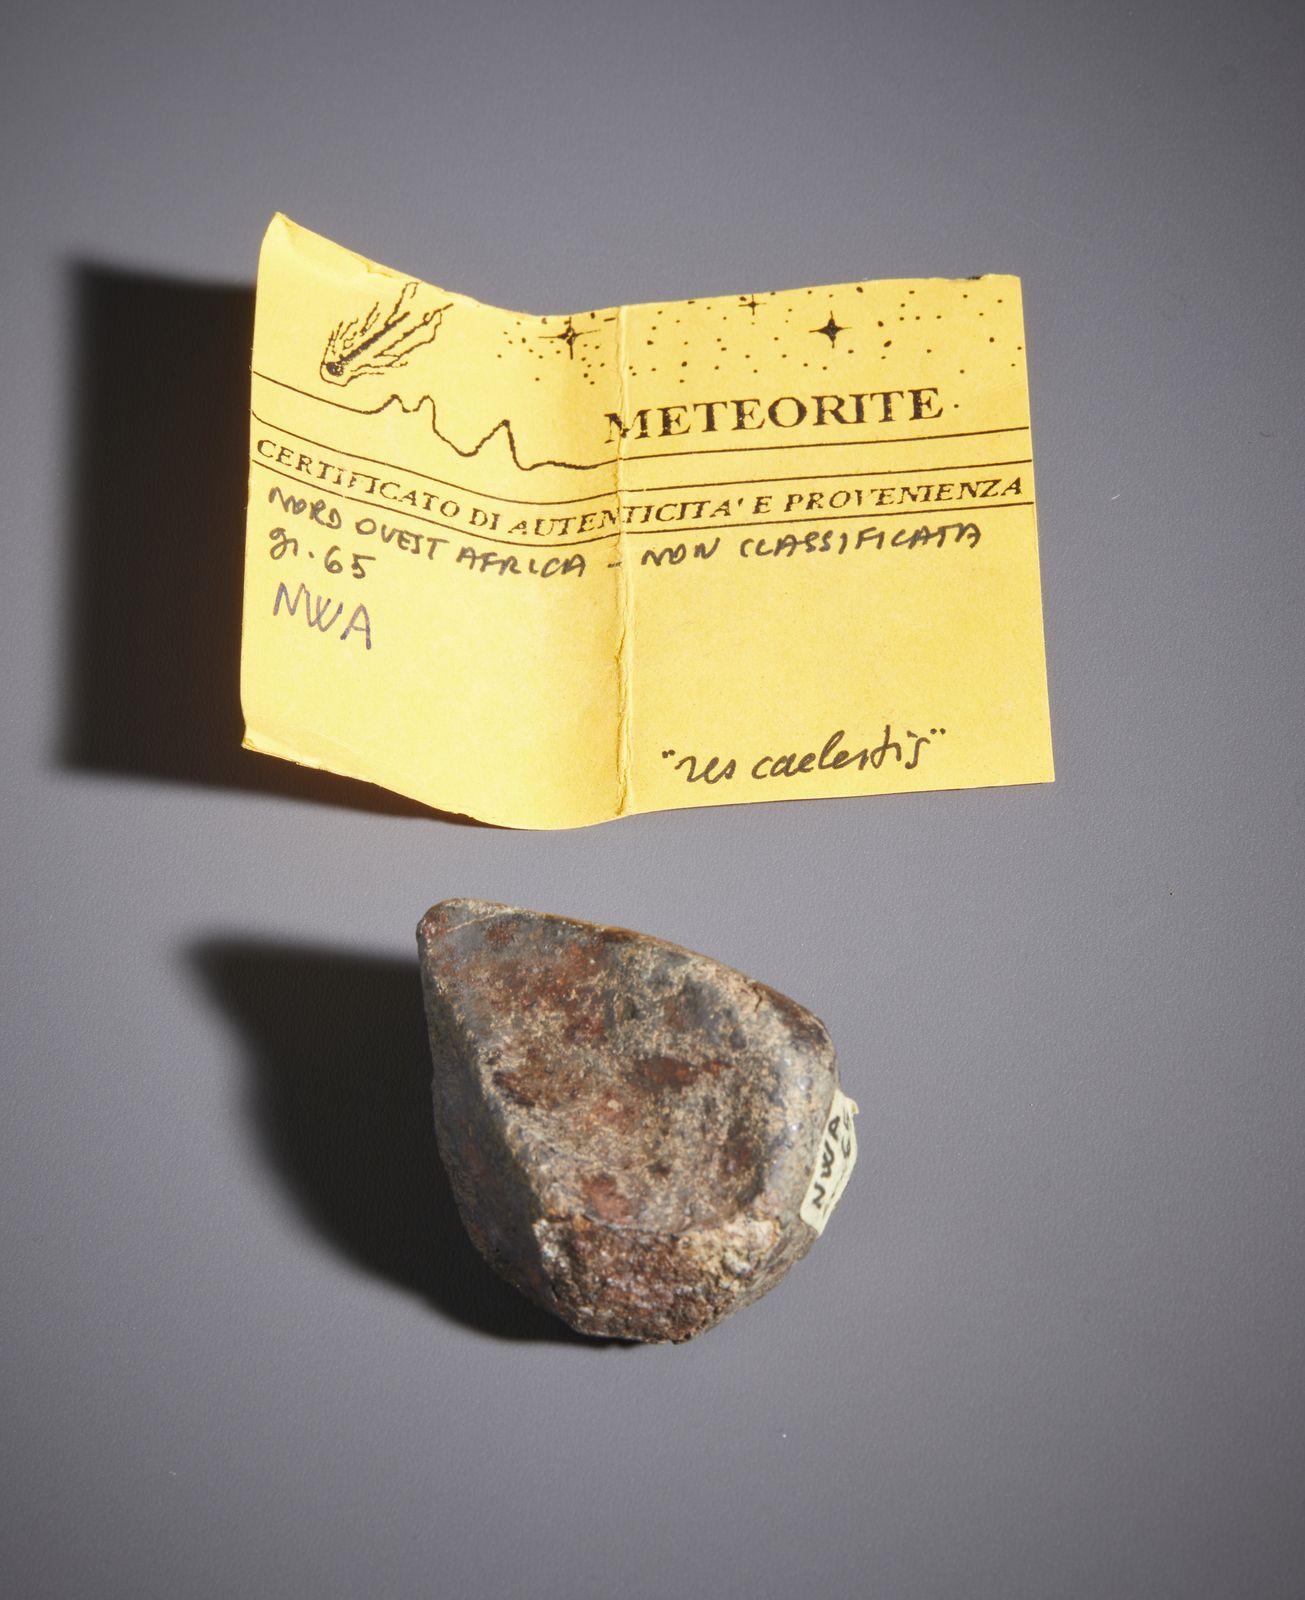 METEORITE
CERTIFICATO DI AUTENTICITA' E PROVENIENZA
NORD OVEST AFRICA - NON CLASSIFICATA
gr. 65
NWA
"res caelestis"
NWA